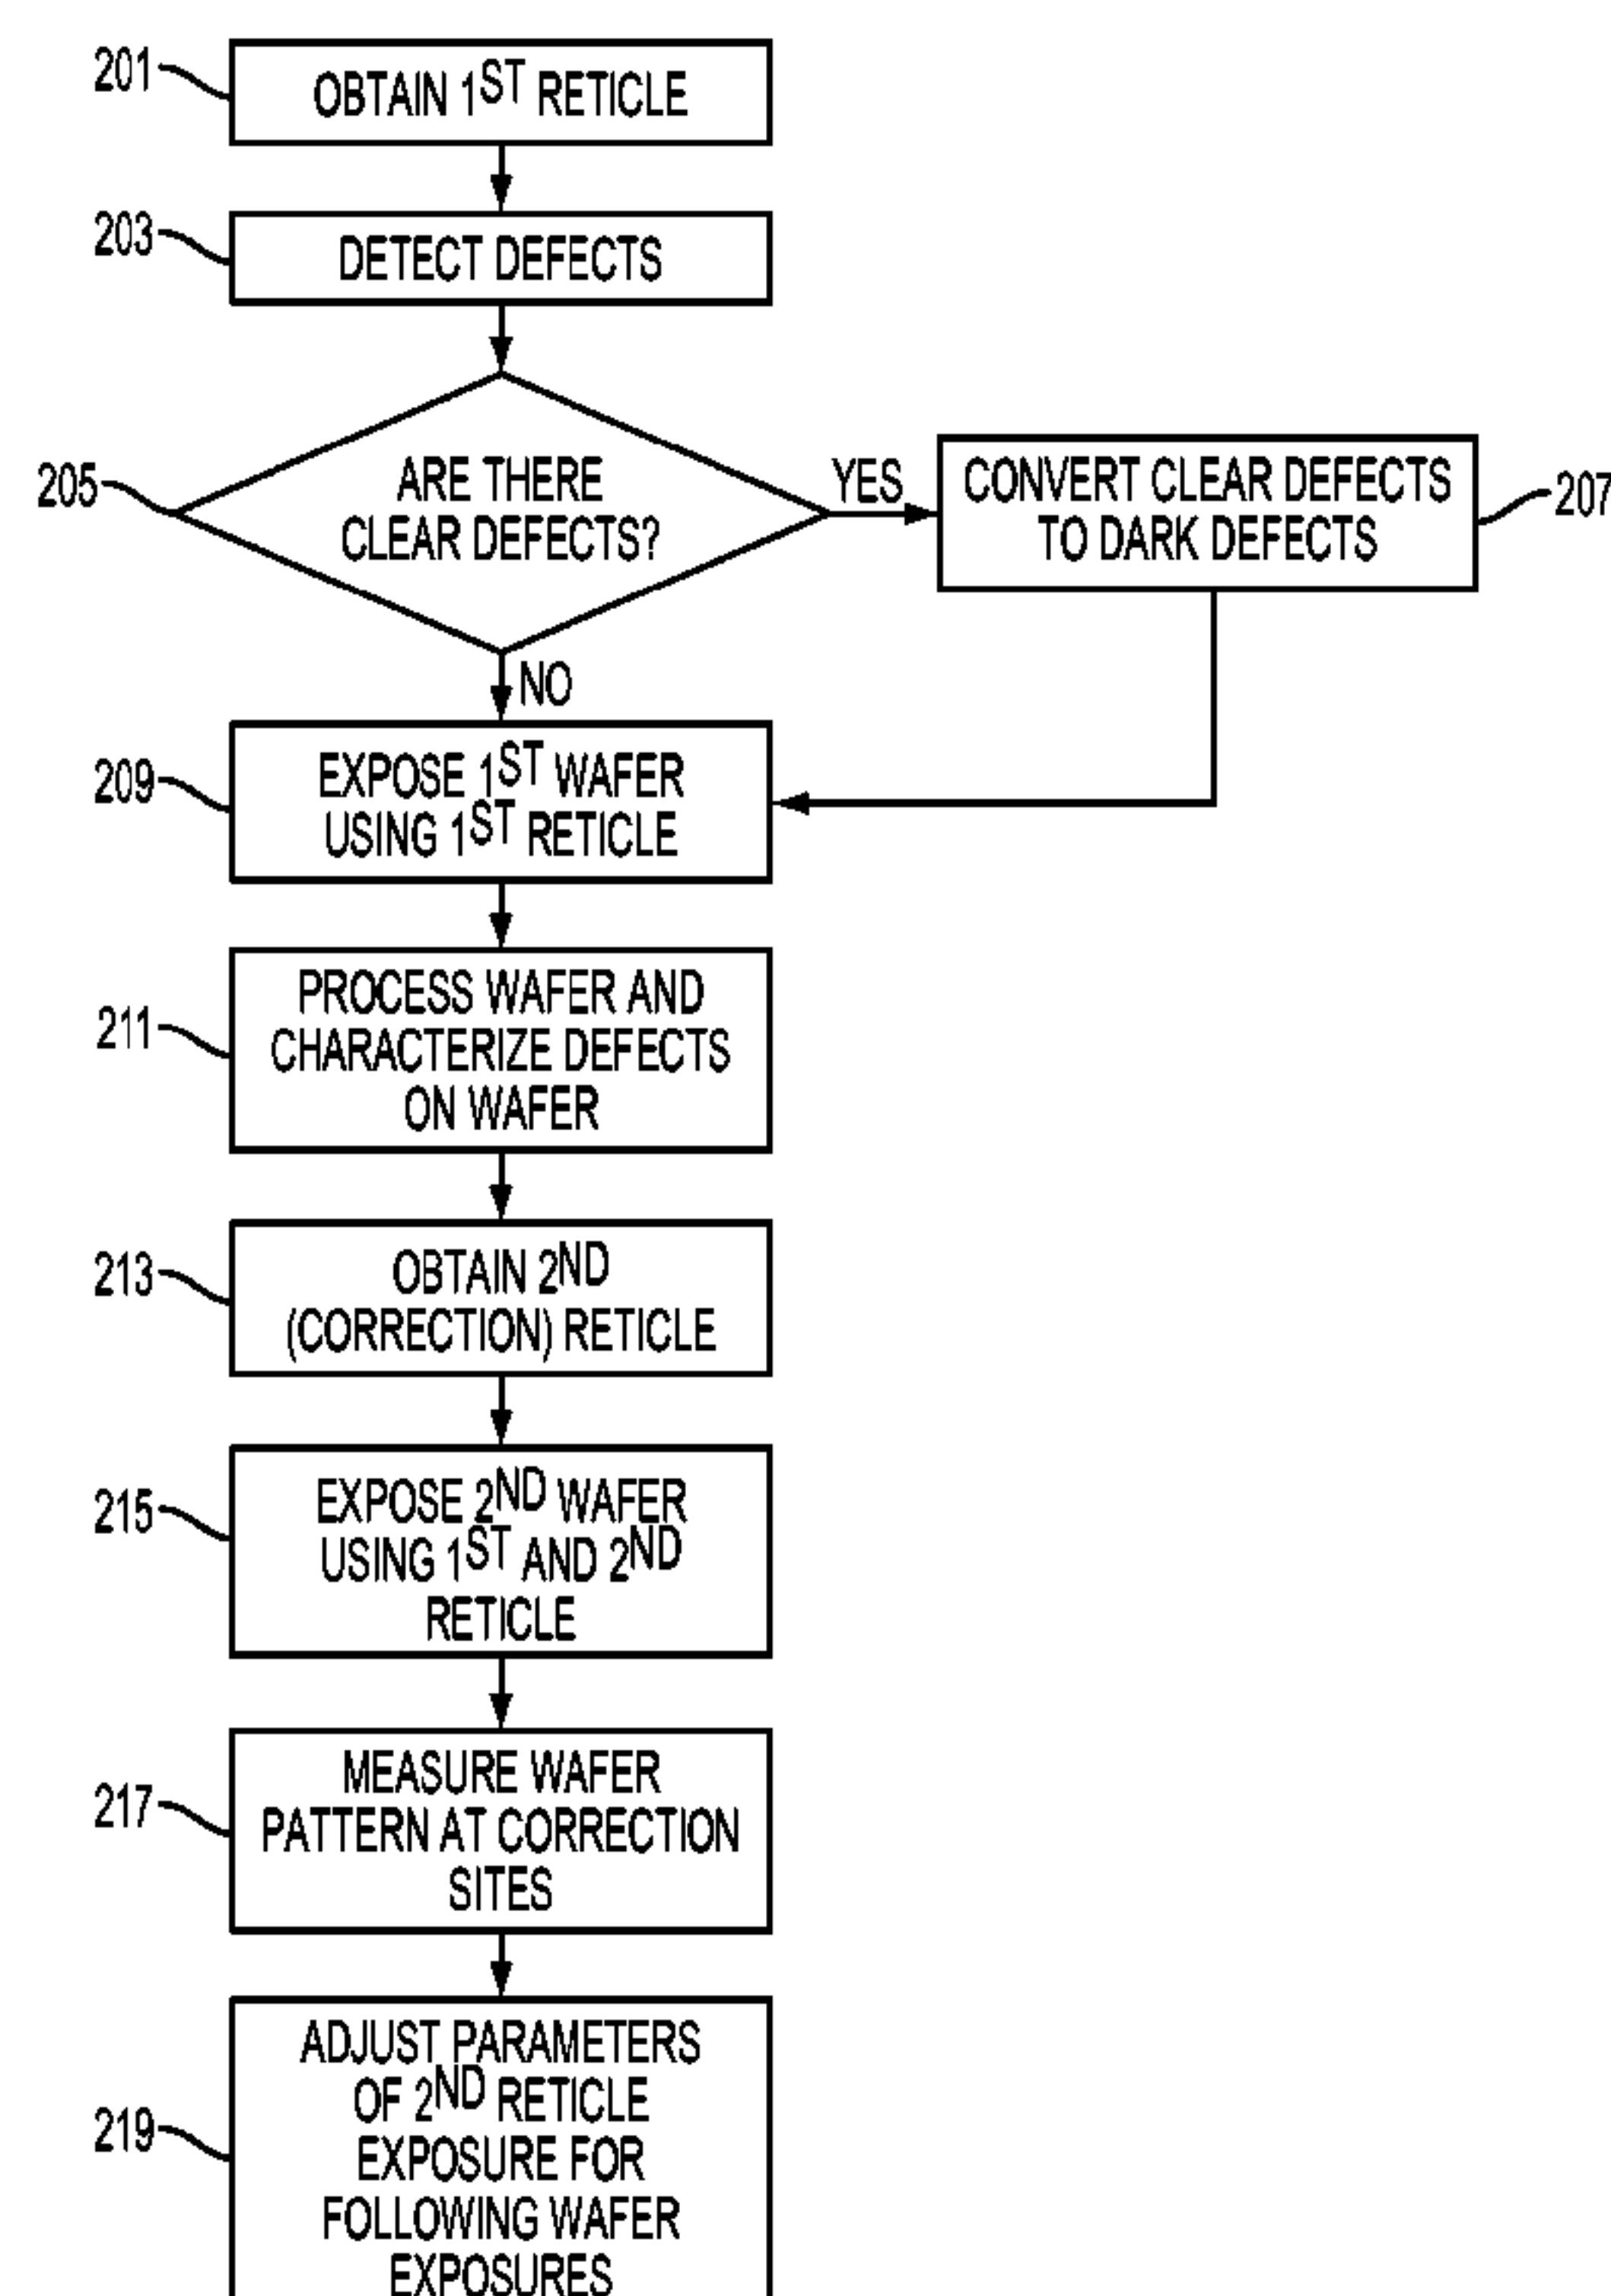 201
OBTAIN 1ST RETICLE
203
DETECT DEFECTS
205
ARE THERE
CLEAR DEFECTS?
YES
CONVERT CLEAR DEFECTS
TO DARK DEFECTS
207
NO
209
EXPOSE 1ST WAFER
USING 1ST RETICLE
211
PROCESS WAFER AND
CHARACTERIZE DEFECTS
ON WAFER
213
OBTAIN 2ND
(CORRECTION) RETICLE
215
EXPOSE 2ND WAFER
USING 1ST AND 2ND
RETICLE
217
MEASURE WAFER
PATTERN AT CORRECTION
SITES
219
ADJUST PARAMETERS
OF 2ND RETICLE
EXPOSURE FOR
FOLLOWING WAFER
EXPOSURES